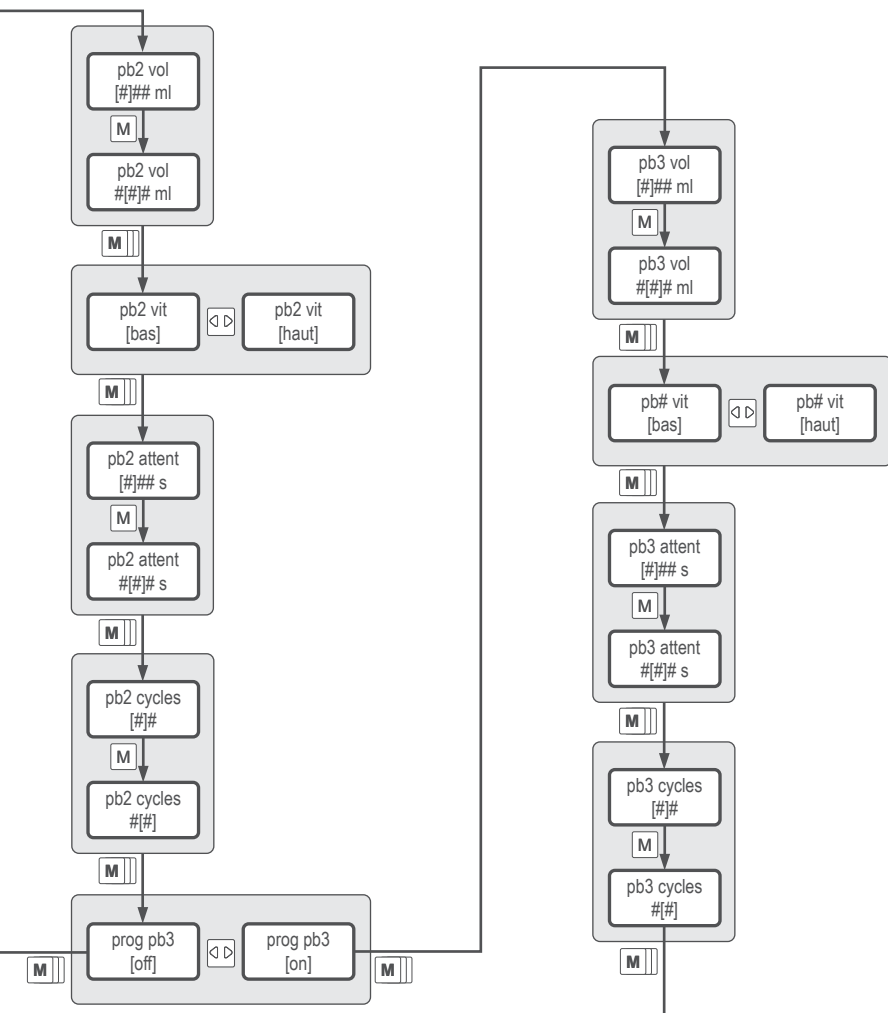 pb2 vol
[#]## ml
M
pb2 vol
#[#]# ml
M
pb2 vit
[bas]
pb2 vit
[haut]
M
pb2 attent
[#]## s
M
pb2 attent
#[#]# s
M
pb2 cycles
[#]#
M
pb2 cycles
#[#]
M
prog pb3
[off]
prog pb3
[on]
M
M
pb3 vol
[#]## ml
M
pb3 vol
#[#]# ml
M
pb# vit
[bas]
pb# vit
[haut]
M
pb3 attent
[#]## s
M
pb3 attent
#[#]# s
M
pb3 cycles
[#]#
M
pb3 cycles
#[#]
M